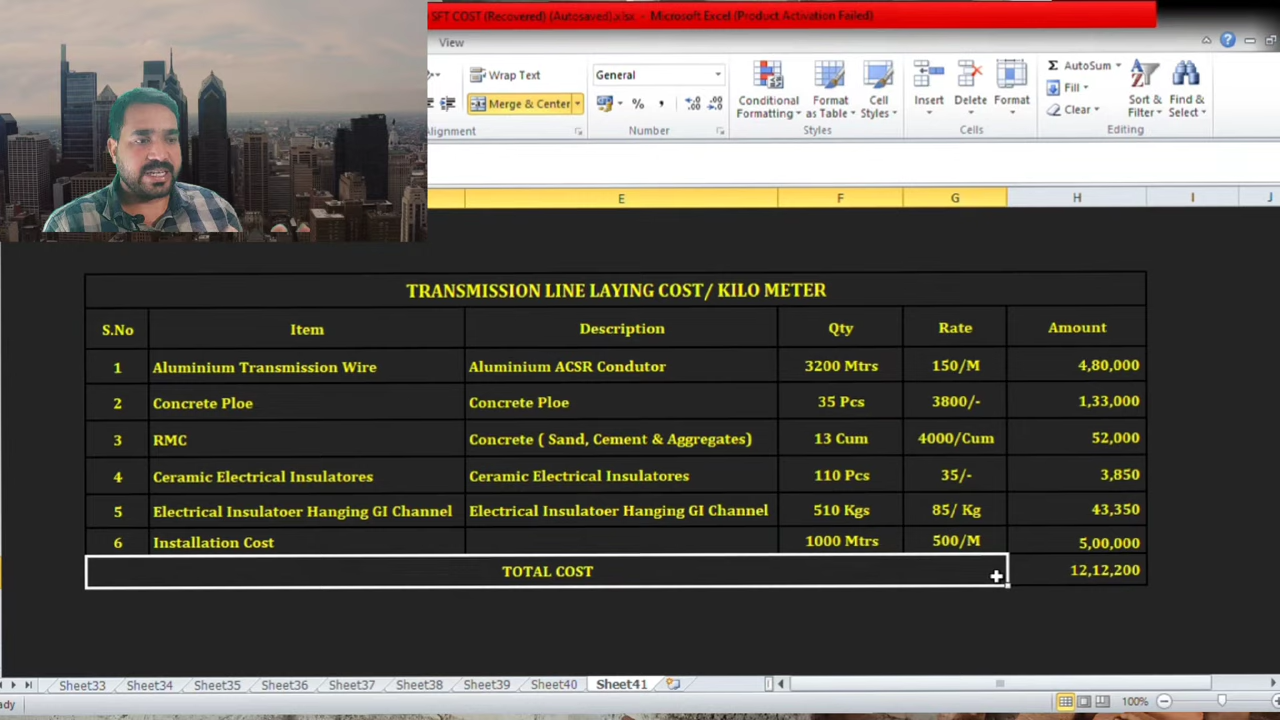 SFT COST (Recovered) (Autosaved).xlsx - Microsoft Excel (Product Activation Failed)
View
Wrap Text
General
AutoSum
Merge & Center
Fill
Clear
Conditional Formatting
Format as Table
Cell Styles
Insert
Delete
Format
Sort & Filter
Find & Select
% ,
Alignment
Number
Styles
Cells
Editing
E F G H I J
TRANSMISSION LINE LAYING COST/ KILO METER
S.No Item Description Qty Rate Amount
1 Aluminium Transmission Wire Aluminium ACSR Condutor 3200 Mtrs 150/M 4,80,000
2 Concrete Ploe Concrete Ploe 35 Pcs 3800/- 1,33,000
3 RMC Concrete ( Sand, Cement & Aggregates) 13 Cum 4000/Cum 52,000
4 Ceramic Electrical Insulatores Ceramic Electrical Insulatores 110 Pcs 35/- 3,850
5 Electrical Insulatoer Hanging GI Channel Electrical Insulatoer Hanging GI Channel 510 Kgs 85/ Kg 43,350
6 Installation Cost 1000 Mtrs 500/M 5,00,000
TOTAL COST 12,12,200
Sheet33 Sheet34 Sheet35 Sheet36 Sheet37 Sheet38 Sheet39 Sheet40 Sheet41
ady 100%